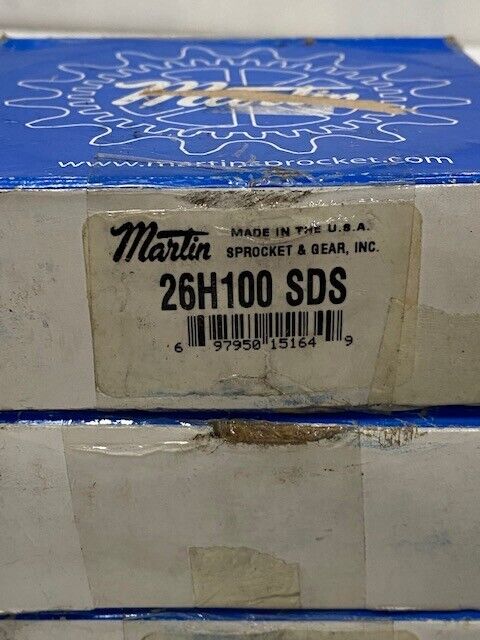 Martin
www.martinsprocket.com
Martin MADE IN THE U.S.A.
SPROCKET & GEAR, INC.
26H100 SDS
6 97950 15164 9